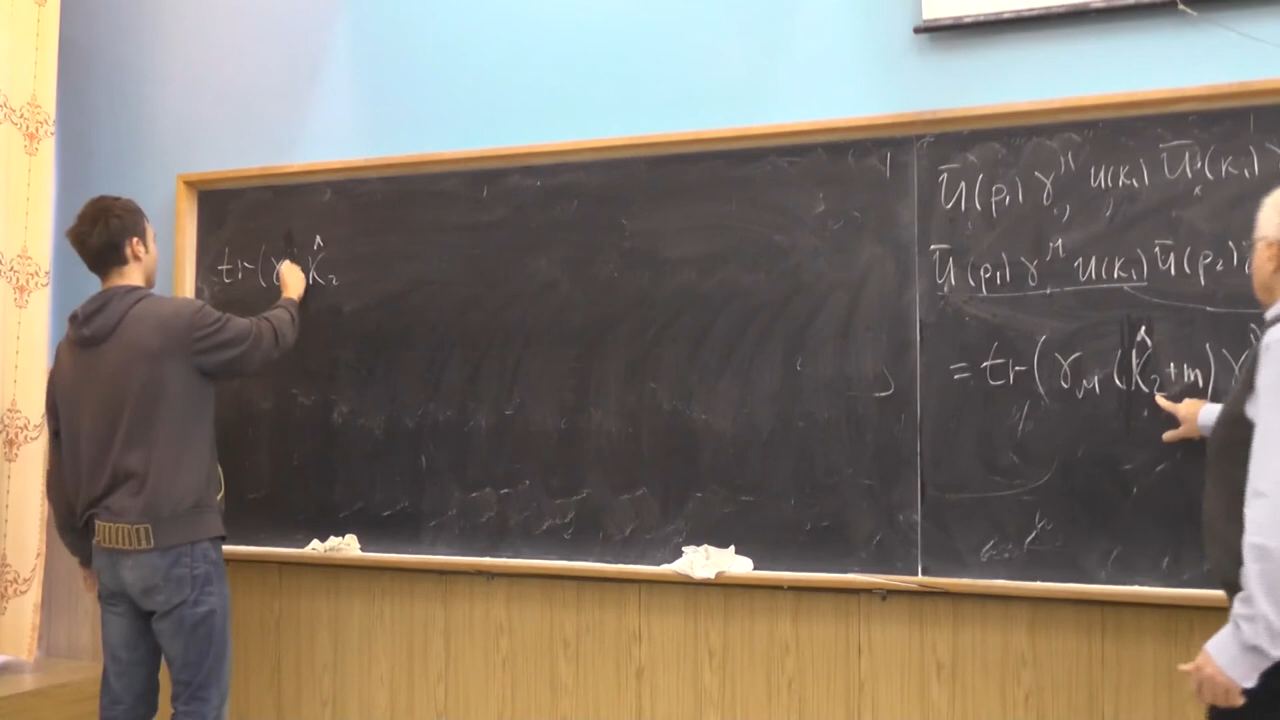 tr(γ K̂₂
ū(p₁) γ^μ u(k₁) ū(k₁)
ū(p₁) γ^μ u(k₁) ū(p₂)
= tr(γ_μ (k̂₂+m) γ